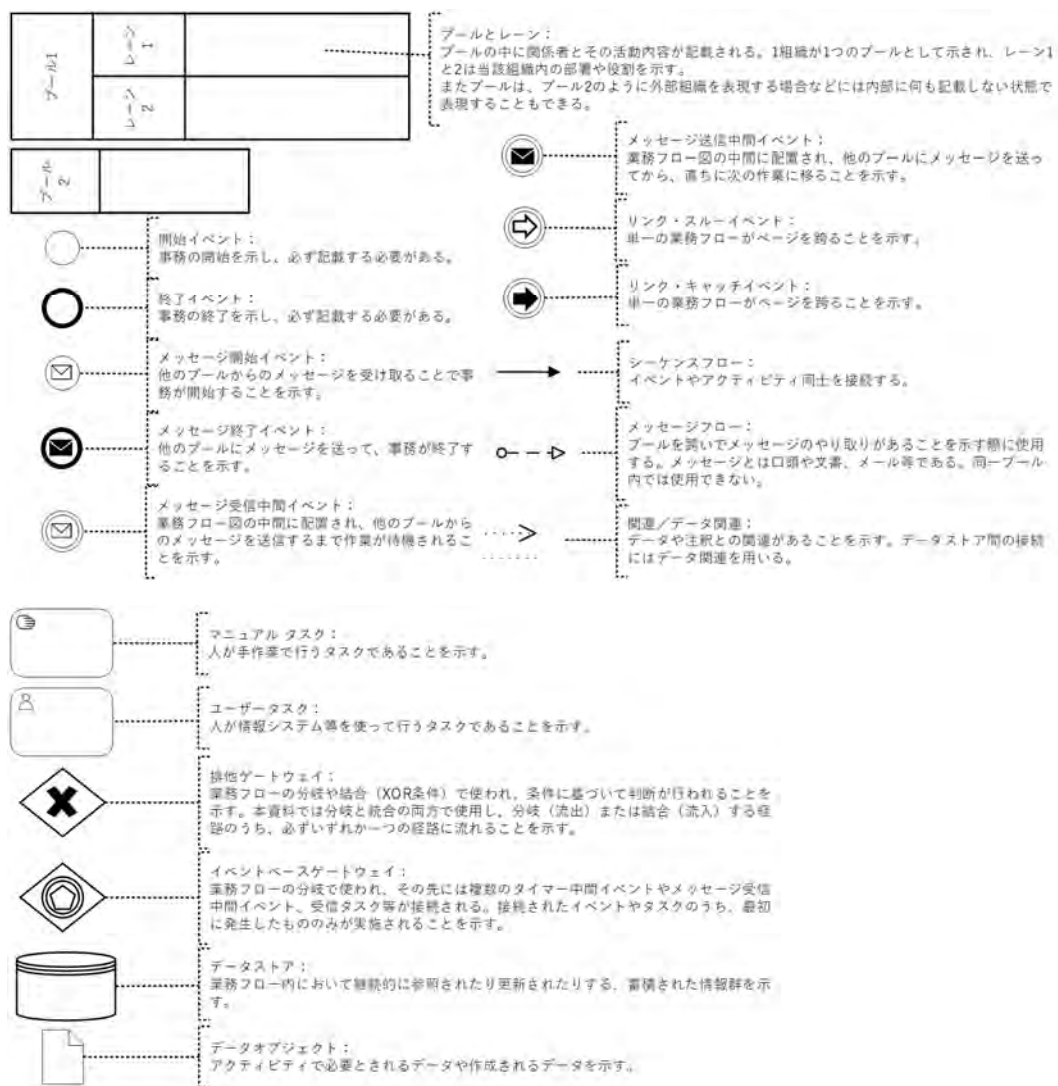 プール1
レーン
1
レーン
2
プールとレーン：
プールの中に関係者とその活動内容が記載される。1組織が1つのプールとして示され、レーン1
と2は当該組織内の部署や役割を示す。
またプールは、プール2のように外部組織を表現する場合などには内部に何も記載しない状態で
表現することもできる。
プール
2
開始イベント：
事務の開始を示し、必ず記載する必要がある。
終了イベント：
事務の終了を示し、必ず記載する必要がある。
メッセージ開始イベント：
他のプールからのメッセージを受け取ることで事
務が開始することを示す。
メッセージ終了イベント：
他のプールにメッセージを送って、事務が終了す
ることを示す。
メッセージ受信中間イベント：
業務フロー図の中間に配置され、他のプールから
のメッセージを送信するまで作業が待機されるこ
とを示す。
メッセージ送信中間イベント：
業務フロー図の中間に配置され、他のプールにメッセージを送っ
てから、直ちに次の作業に移ることを示す。
リンク・スルーイベント：
単一の業務フローがページを跨ることを示す。
リンク・キャッチイベント：
単一の業務フローがページを跨ることを示す。
シーケンスフロー：
イベントやアクティビティ同士を接続する。
メッセージフロー：
プールを跨いでメッセージのやり取りがあることを示す際に使用
する。メッセージとは口頭や文書、メール等である。同一プール
内では使用できない。
関連／データ関連：
データや注釈との関連があることを示す。データストア間の接続
にはデータ関連を用いる。
マニュアル タスク：
人が手作業で行うタスクであることを示す。
ユーザータスク：
人が情報システム等を使って行うタスクであることを示す。
排他ゲートウェイ：
業務フローの分岐や結合（XOR条件）で使われ、条件に基づいて判断が行われることを
示す。本資料では分岐と統合の両方で使用し、分岐（流出）または結合（流入）する経
路のうち、必ずいずれか一つの経路に流れることを示す。
イベントベースゲートウェイ：
業務フローの分岐で使われ、その先には複数のタイマー中間イベントやメッセージ受信
中間イベント、受信タスク等が接続される。接続されたイベントやタスクのうち、最初
に発生したもののみが実施されることを示す。
データストア：
業務フロー内において継続的に参照されたり更新されたりする、蓄積された情報群を示
す。
データオブジェクト：
アクティビティで必要とされるデータや作成されるデータを示す。